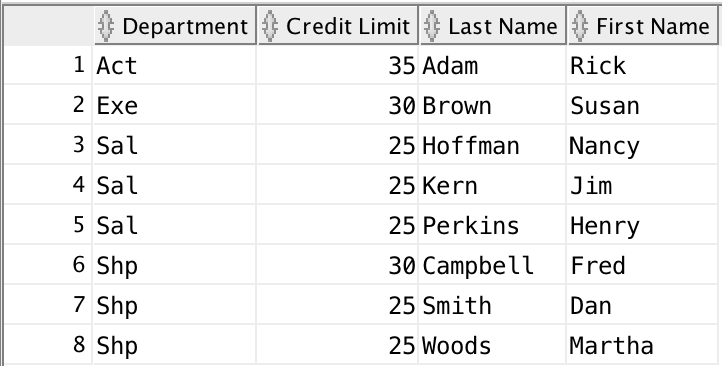 Department Credit Limit Last Name First Name
1 Act 35 Adam Rick
2 Exe 30 Brown Susan
3 Sal 25 Hoffman Nancy
4 Sal 25 Kern Jim
5 Sal 25 Perkins Henry
6 Shp 30 Campbell Fred
7 Shp 25 Smith Dan
8 Shp 25 Woods Martha